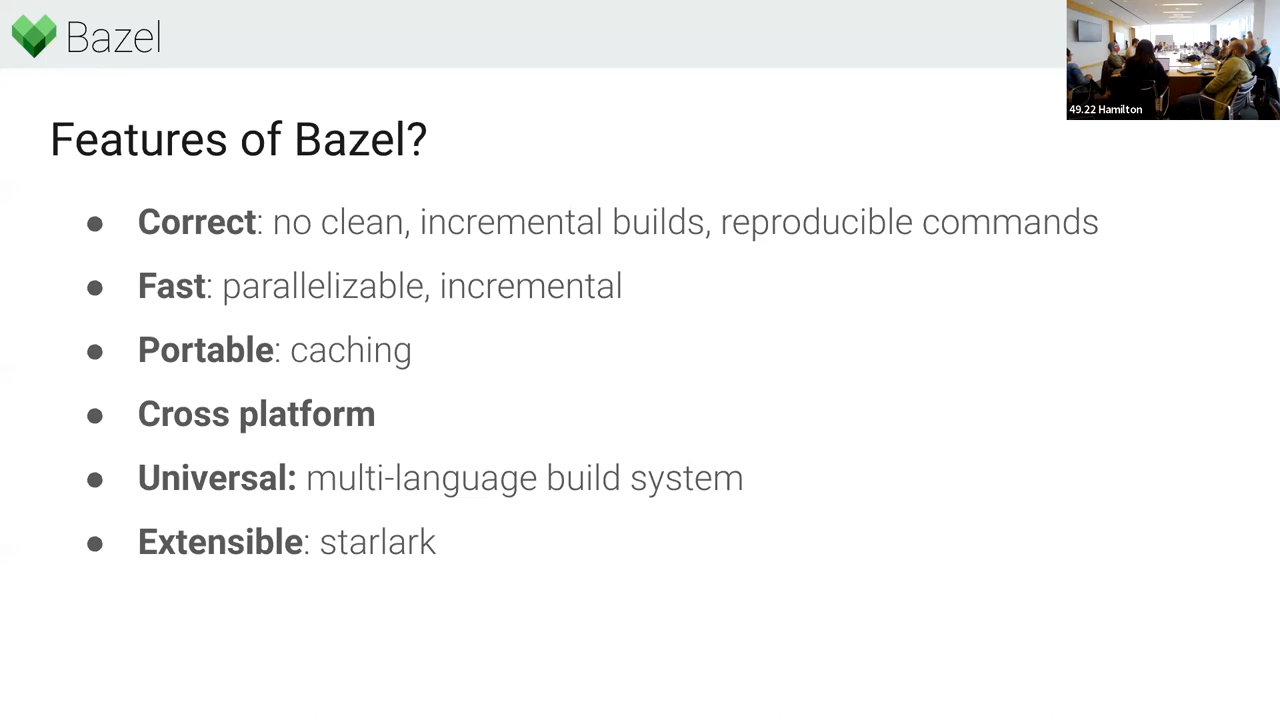 Bazel
49.22 Hamilton
Features of Bazel?
● Correct: no clean, incremental builds, reproducible commands
● Fast: parallelizable, incremental
● Portable: caching
● Cross platform
● Universal: multi-language build system
● Extensible: starlark